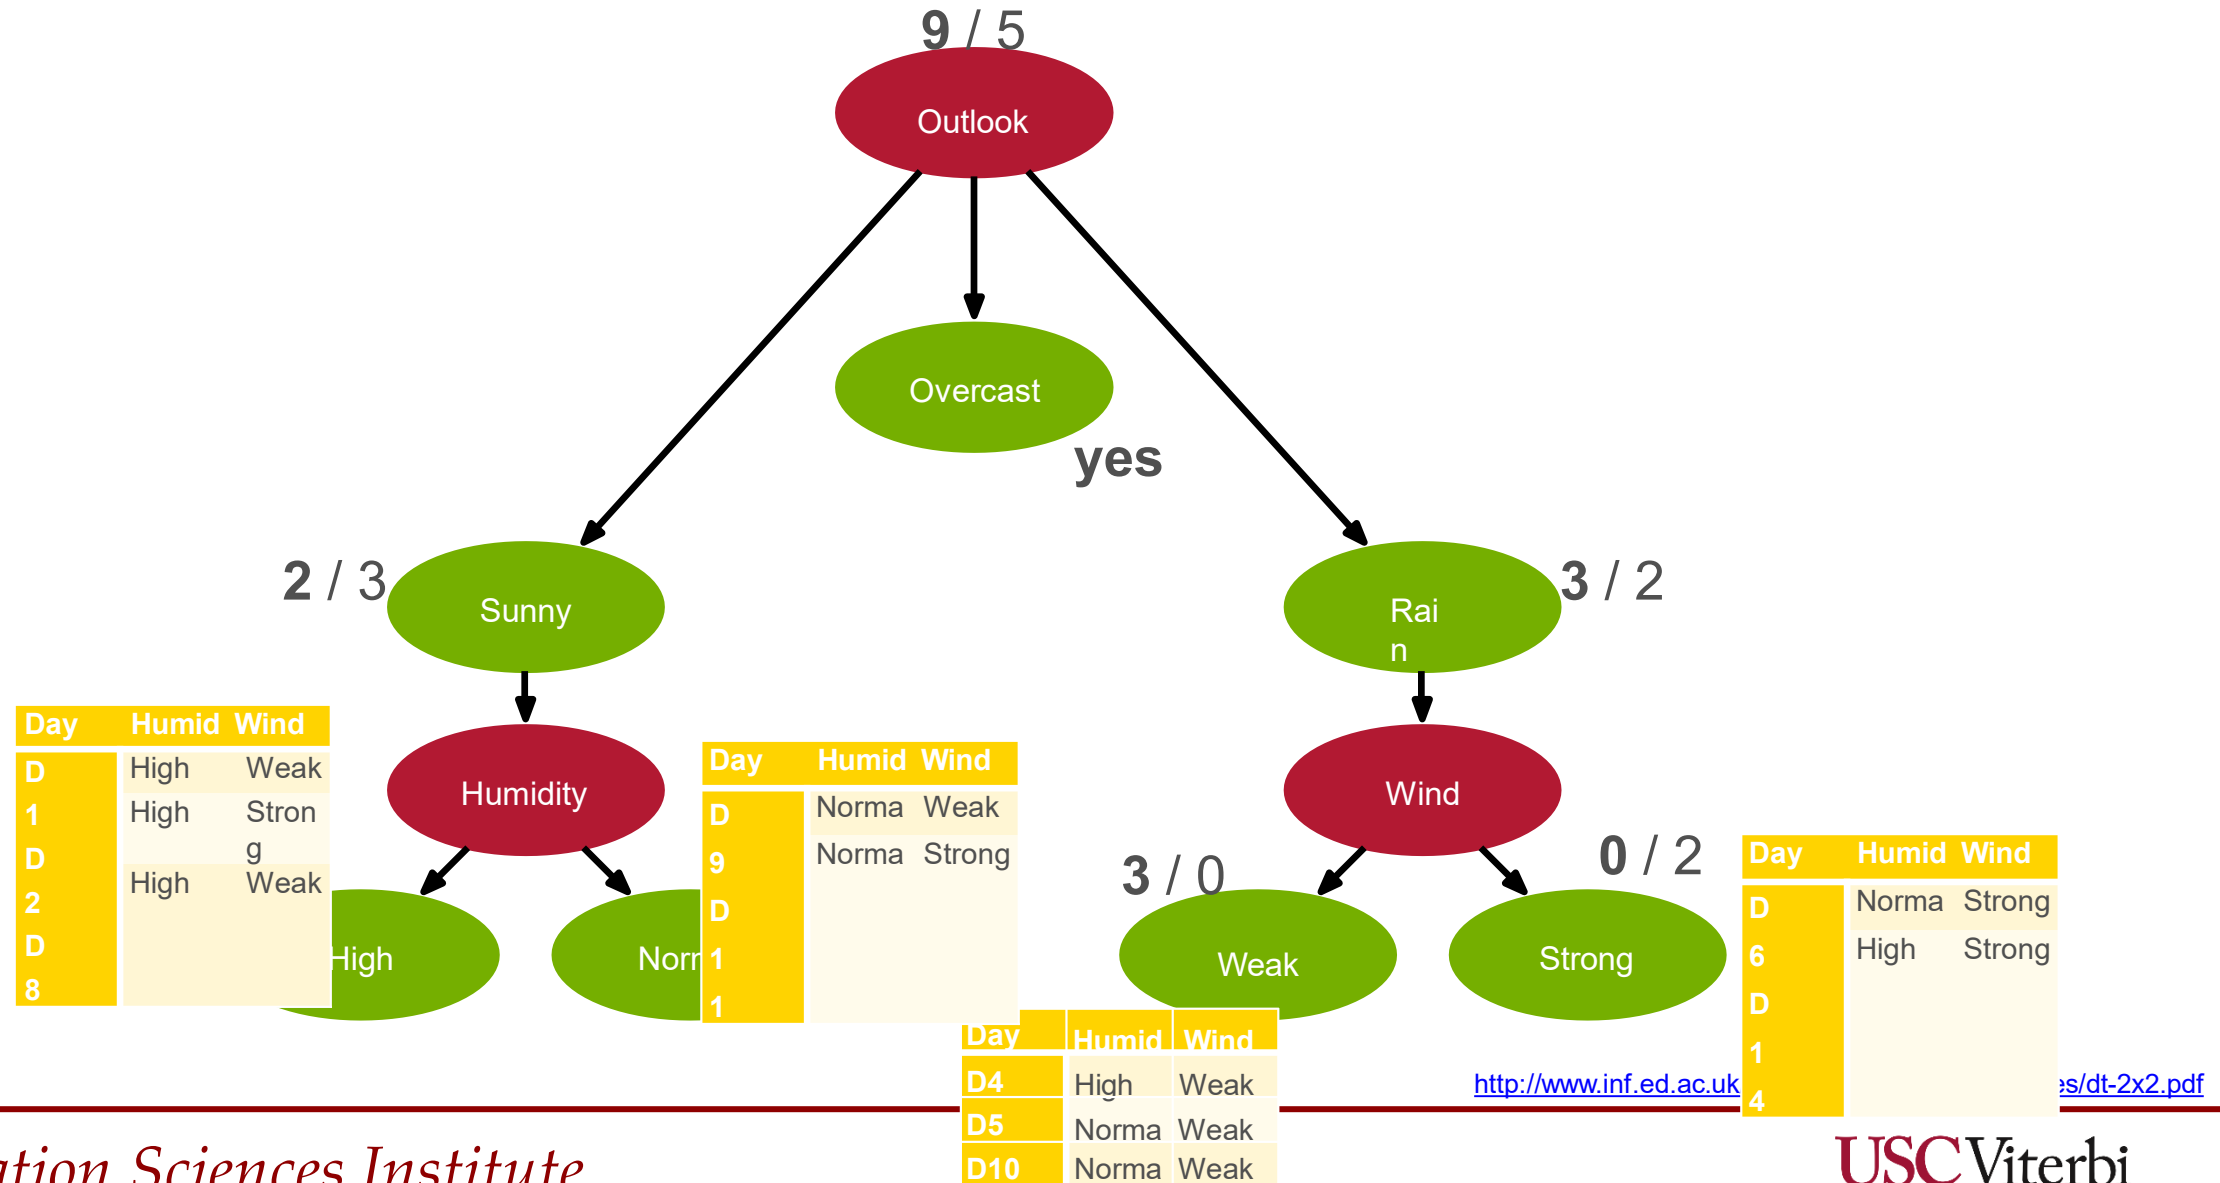 9 / 5
Outlook
Overcast
yes
2 / 3
Sunny
Rai
n
3 / 2
Day Humid Wind
D High Weak
1 High Stron
D g
2 High Weak
D
8
Humidity
High
Day Humid Wind
D Norma Weak
9 Norma Strong
D
1
1
Wind
3 / 0
Weak
0 / 2
Strong
Day Humid Wind
D Norma Strong
6 High Strong
D
1
4
Day Humid Wind
D4 High Weak
D5 Norma Weak
D10 Norma Weak
http://www.inf.ed.ac.uk
s/dt-2x2.pdf
Sciences Institute
USC Viterbi